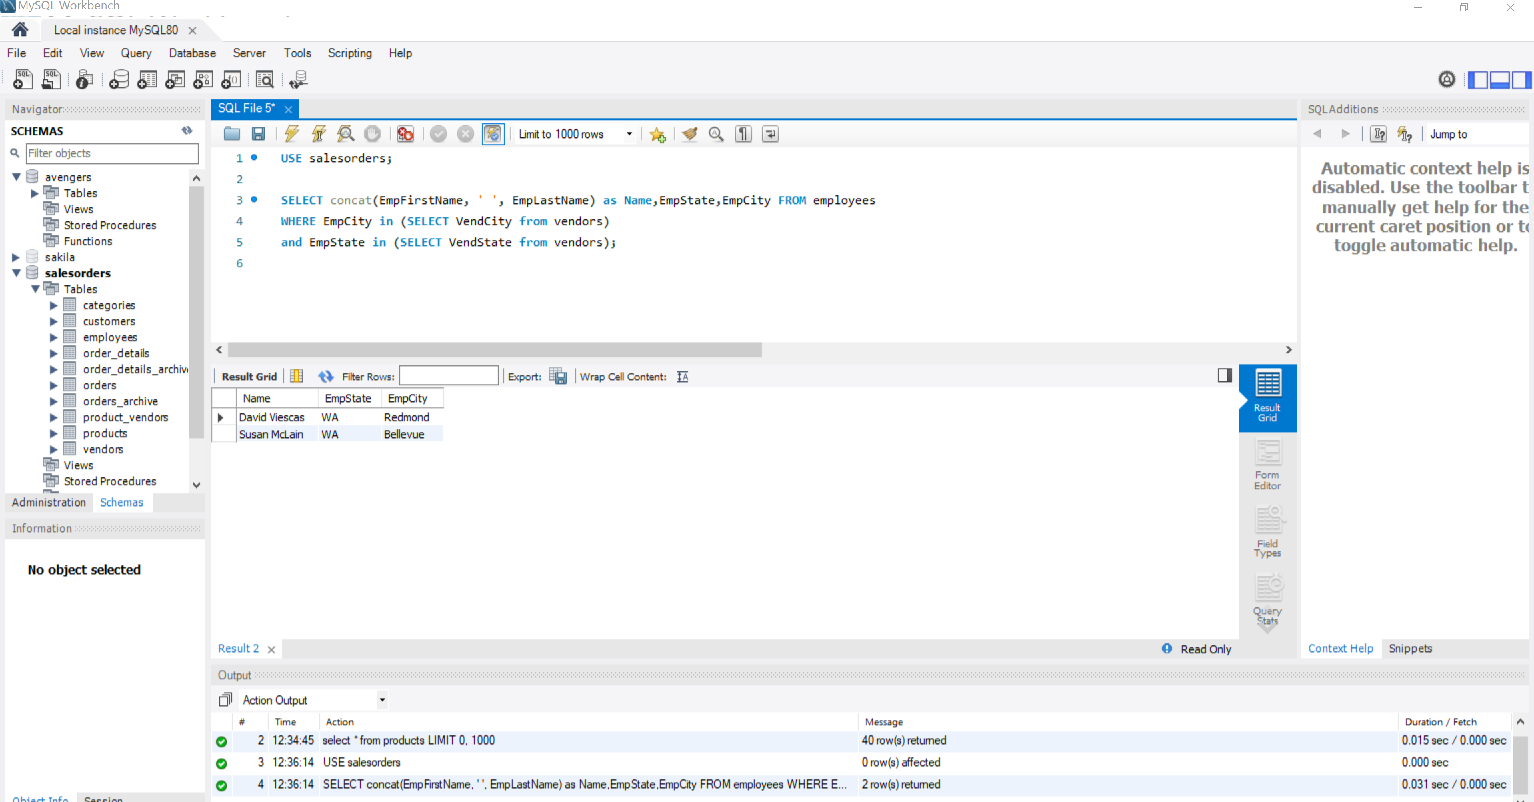 MySQL Workbench
Local instance MySQL80
File Edit View Query Database Server Tools Scripting Help
Navigator
SCHEMAS
Filter objects
avengers
Tables
Views
Stored Procedures
Functions
sakila
salesorders
Tables
categories
customers
employees
order_details
order_details_archiv
orders
orders_archive
product_vendors
products
vendors
Views
Stored Procedures
Administration Schemas
Information
No object selected
Object Info Session
SQL File 5*
Limit to 1000 rows
1 USE salesorders;
2
3 SELECT concat(EmpFirstName, ' ', EmpLastName) as Name,EmpState,EmpCity FROM employees
4 WHERE EmpCity in (SELECT VendCity from vendors)
5 and EmpState in (SELECT VendState from vendors);
6
Result Grid Filter Rows: Export: Wrap Cell Content:
Name EmpState EmpCity
David Viescas WA Redmond
Susan McLain WA Bellevue
Result Grid
Form Editor
Field Types
Query Stats
Result 2 Read Only
SQLAdditions
Jump to
Automatic context help is
disabled. Use the toolbar t
manually get help for the
current caret position or to
toggle automatic help.
Context Help Snippets
Output
Action Output
# Time Action Message Duration / Fetch
2 12:34:45 select * from products LIMIT 0, 1000 40 row(s) returned 0.015 sec / 0.000 sec
3 12:36:14 USE salesorders 0 row(s) affected 0.000 sec
4 12:36:14 SELECT concat(EmpFirstName, ' ', EmpLastName) as Name,EmpState,EmpCity FROM employees WHERE E... 2 row(s) returned 0.031 sec / 0.000 sec